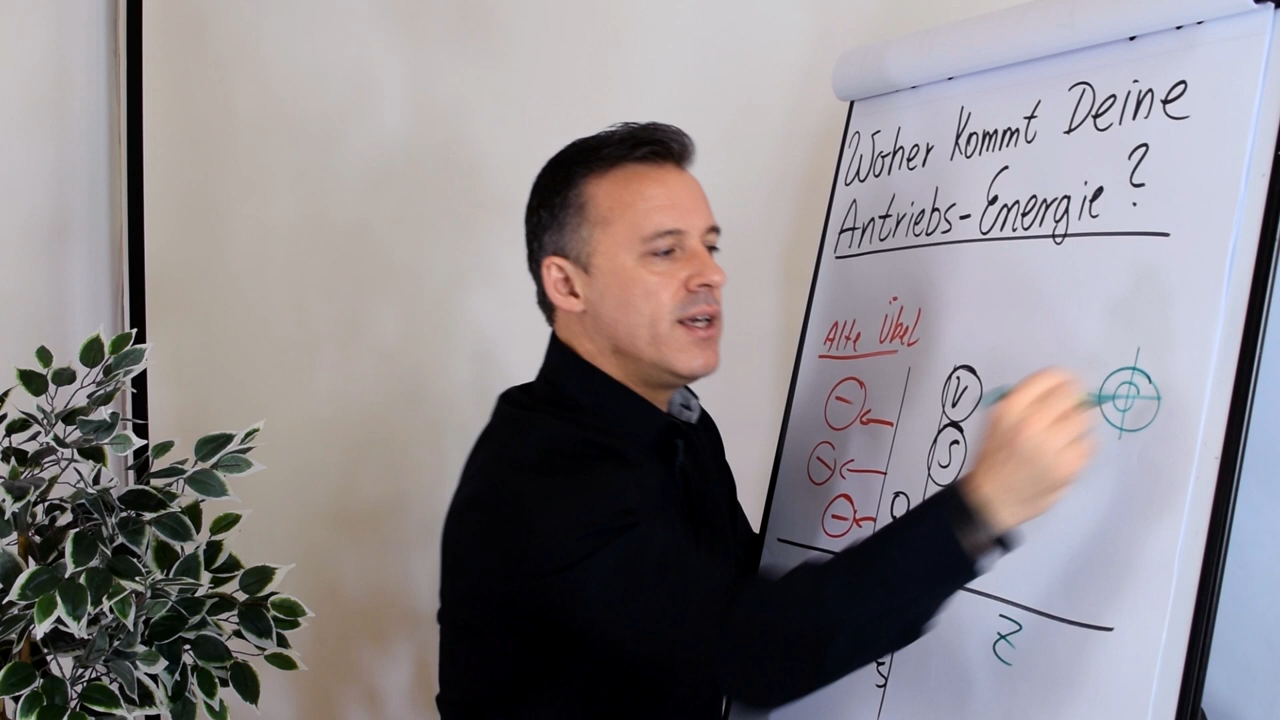 Woher kommt Deine
Antriebs-Energie?
Alte Übel
V
S
Z